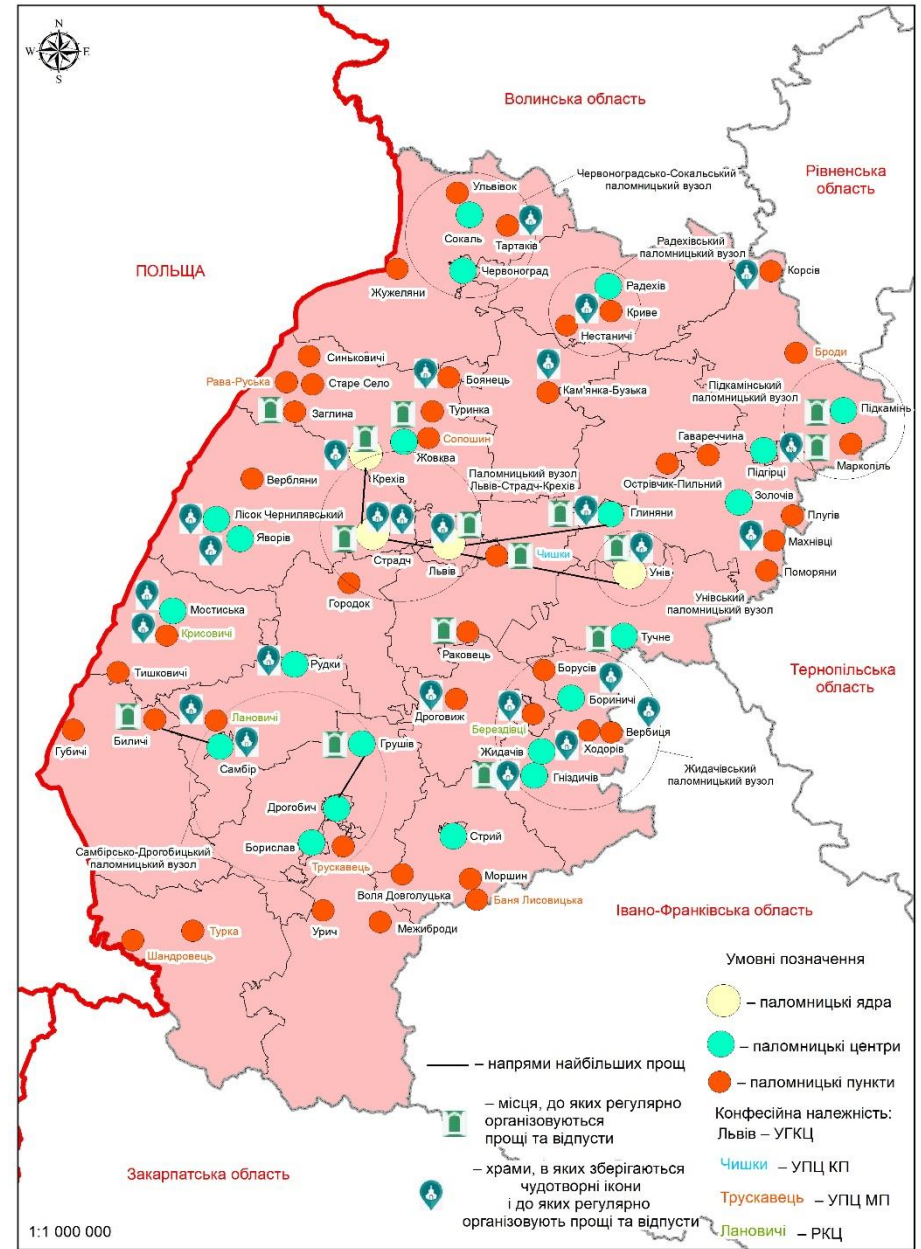 N
W
E
S
Волинська область
Рівненська
область
ПОЛЬЩА
Червоноградсько-Сокальський
паломницький вузол
Ульвівок
Сокаль
Тартаків
Червоноград
Жужеляни
Радехівський
паломницький вузол
Радехів
Криве
Нестаничі
Корсів
Броди
Синьковичі
Рава-Руська
Старе Село
Заглина
Боянець
Туринка
Сопошин
Жовква
Кам'янка-Бузька
Підкамінський
паломницький вузол
Підкамінь
Маркопіль
Гавареччина
Підгірці
Острівчик-Пильний
Крехів
Паломницький вузол
Львів-Страдч-Крехів
Вербляни
Лісок Чернилявський
Яворів
Золочів
Плугів
Махнівці
Поморяни
Глиняни
Страдч
Львів
Чишки
Унів
Унівський
паломницький вузол
Городок
Мостиська
Крисовичі
Раковець
Тучне
Тернопільська
область
Тишковичі
Рудки
Борусів
Бориничі
Дроговиж
Берездівці
Ходорів
Вербиця
Губичі
Биличі
Лановичі
Самбір
Грушів
Жидачів
Гніздичів
Жидачівський
паломницький вузол
Дрогобич
Борислав
Трускавець
Стрий
Самбірсько-Дрогобицький
паломницький вузол
Воля Довголуцька
Моршин
Баня Лисовицька
Урич
Межиброди
Турка
Шандровець
Івано-Франківська область
Закарпатська область
Умовні позначення
– паломницькі ядра
– паломницькі центри
– паломницькі пункти
– напрями найбільших прощ
– місця, до яких регулярно
організовуються
прощі та відпусти
– храми, в яких зберігаються
чудотворні ікони
і до яких регулярно
організовують прощі та відпусти
Конфесійна належність:
Львів – УГКЦ
Чишки – УПЦ КП
Трускавець – УПЦ МП
Лановичі – РКЦ
1:1 000 000